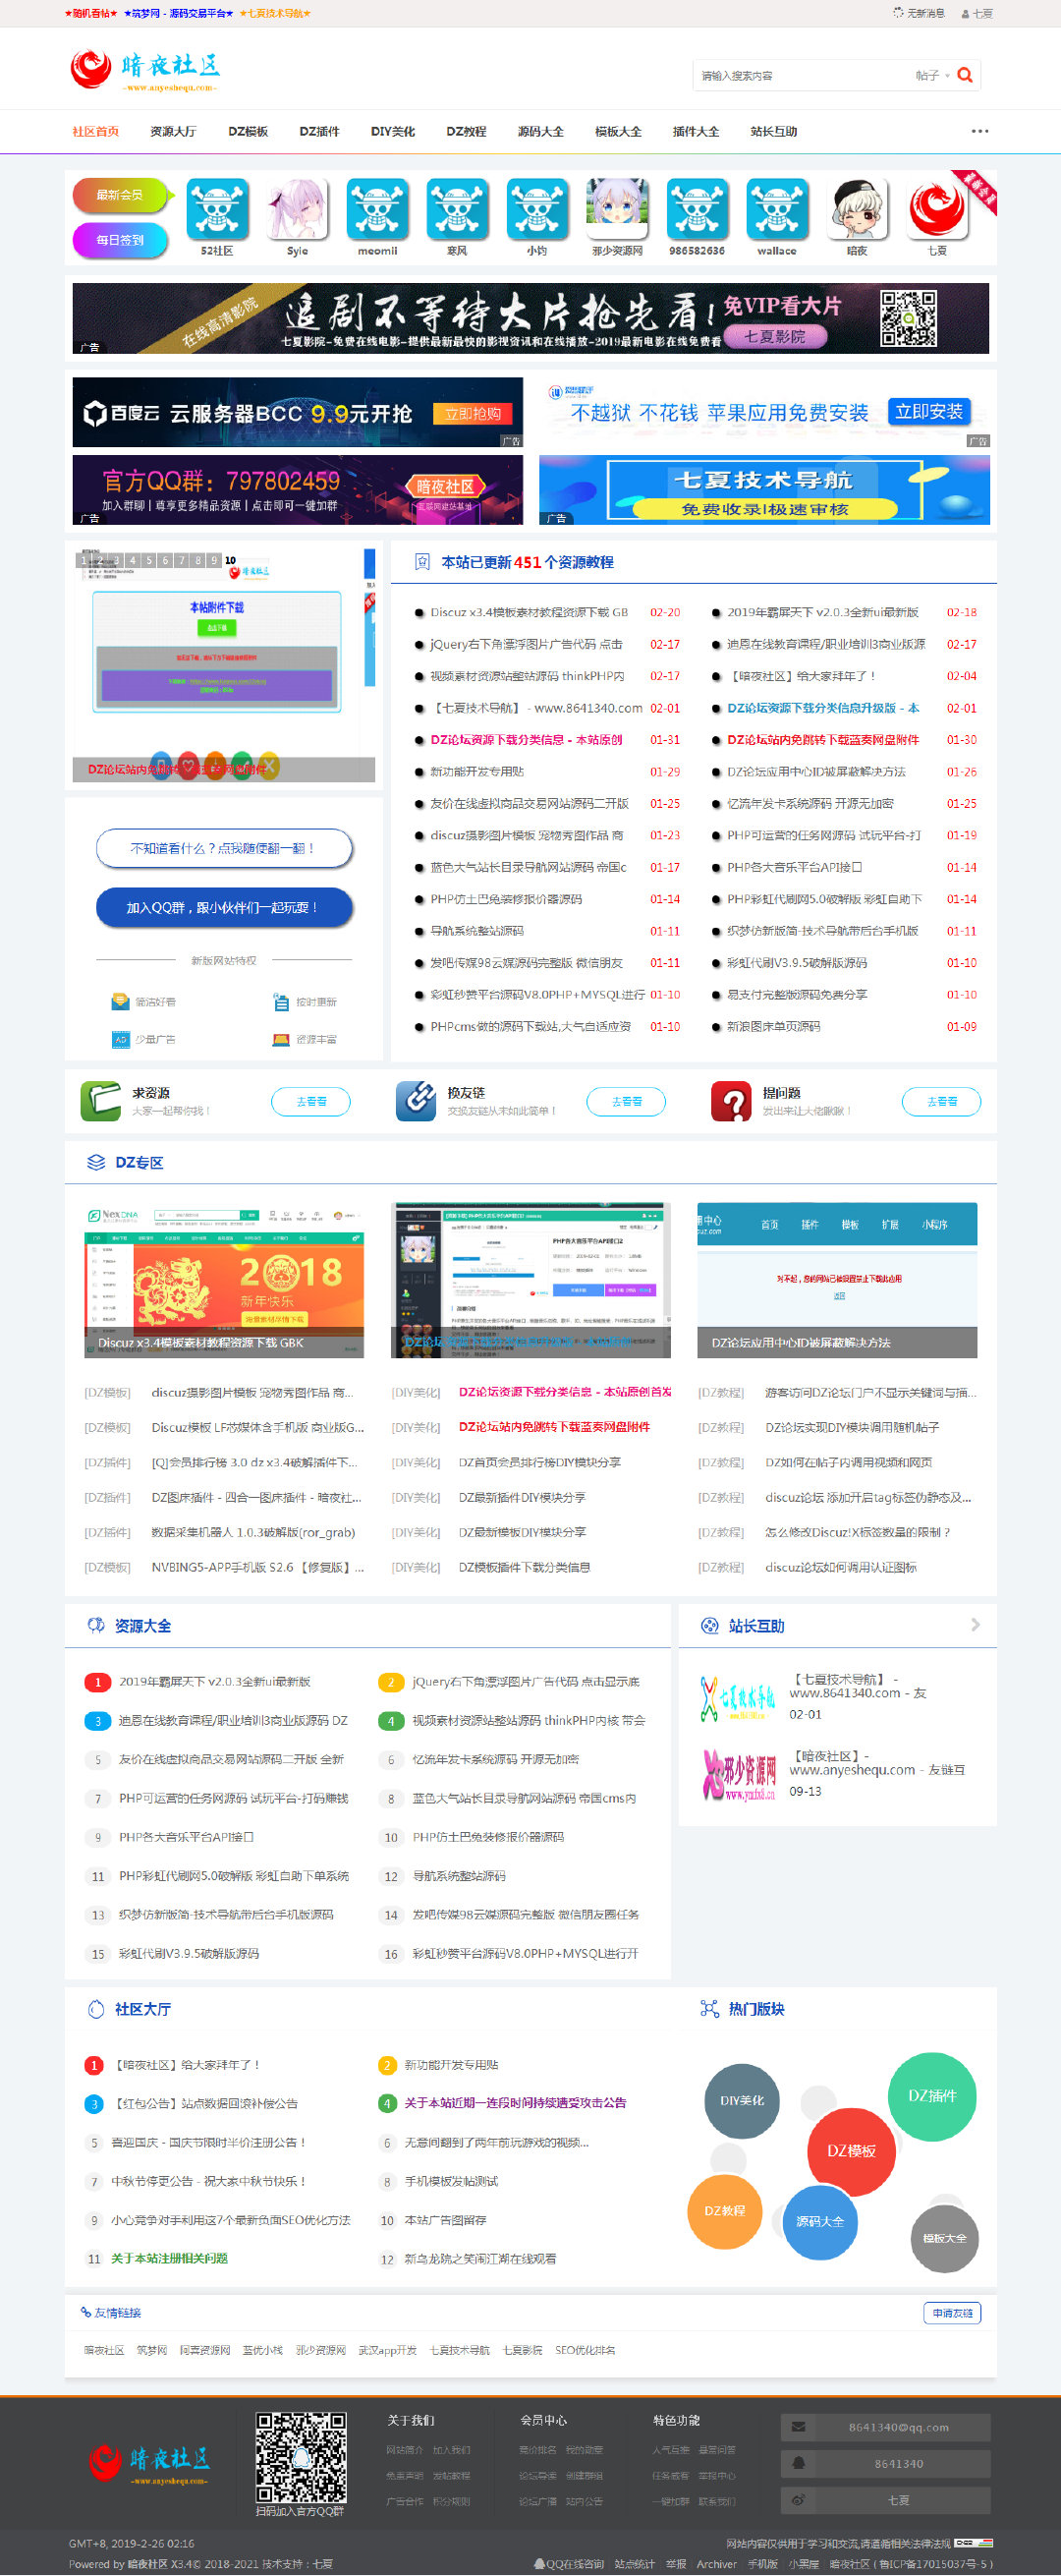 ★随机看帖★ ★筑梦网 - 源码交易平台★ ★七夏技术导航★
无新消息 七夏
暗夜社区
www.anyeshequ.com
请输入搜索内容 帖子
社区首页 资源大厅 DZ模板 DZ插件 DIY美化 DZ教程 源码大全 模板大全 插件大全 站长互助
最新会员
每日签到
52社区 Syie meomii 寒风 小灼 邪少资源网 986582636 wallace 暗夜 七夏
在线高清影院
追剧不等待大片抢先看! 免VIP看大片
七夏影院-免费在线电影-提供最新最快的影视资讯和在线播放-2019最新电影在线免费看 七夏影院
广告
百度云 云服务器BCC 9.9元开抢 立即抢购
广告
不越狱 不花钱 苹果应用免费安装 立即安装
广告
官方QQ群：797802459 暗夜社区
加入群聊 | 尊享更多精品资源 | 点击即可一键加群
广告
七夏技术导航
免费收录|极速审核
广告
1 2 3 4 5 6 7 8 9 10
本帖附件下载
点击下载
DZ论坛站内免跳转下载蓝奏网盘附件
本站已更新 451 个资源教程
Discuz x3.4模板素材教程资源下载 GB 02-20
2019年霸屏天下 v2.0.3全新ui最新版 02-18
jQuery右下角漂浮图片广告代码 点击 02-17
迪恩在线教育课程/职业培训3商业版源 02-17
视频素材资源站整站源码 thinkPHP内 02-17
【暗夜社区】给大家拜年了！ 02-04
【七夏技术导航】 - www.8641340.com 02-01
DZ论坛资源下载分类信息升级版 - 本 02-01
DZ论坛资源下载分类信息 - 本站原创 01-31
DZ论坛站内免跳转下载蓝奏网盘附件 01-30
新功能开发专用贴 01-29
DZ论坛应用中心ID被屏蔽解决方法 01-26
友价在线虚拟商品交易网站源码二开版 01-25
忆流年发卡系统源码 开源无加密 01-25
discuz摄影图片模板 宠物秀图作品 商 01-23
PHP可运营的任务网源码 试玩平台-打 01-19
蓝色大气站长目录导航网站源码 帝国c 01-17
PHP各大音乐平台API接口 01-14
PHP仿土巴兔装修报价器源码 01-14
PHP彩虹代刷网5.0破解版 彩虹自助下 01-14
导航系统整站源码 01-11
织梦仿新版简-技术导航带后台手机版 01-11
发吧传媒98云媒源码完整版 微信朋友 01-11
彩虹代刷V3.9.5破解版源码 01-10
彩虹秒赞平台源码V8.0PHP+MYSQL进行 01-10
易支付完整版源码免费分享 01-10
PHPcms做的源码下载站,大气自适应资 01-10
新浪图床单页源码 01-09
不知道看什么？点我随便翻一翻！
加入QQ群，跟小伙伴们一起玩耍！
新版网站特权
简洁好看 按时更新
少量广告 资源丰富
求资源
大家一起帮你找！
去看看
换友链
交换友链从未如此简单！
去看看
提问题
发出来让大佬瞅瞅！
去看看
DZ专区
2018
新年快乐
Discuz x3.4模板素材教程资源下载 GBK
PHP各大音乐平台API接口2
首页 插件 模板 扩展 小程序
对不起，您的网站已被设置禁止下载此应用
DZ论坛应用中心ID被屏蔽解决方法
[DZ模板] discuz摄影图片模板 宠物秀图作品 商...
[DIY美化] DZ论坛资源下载分类信息 - 本站原创首发
[DZ教程] 游客访问DZ论坛门户不显示关键词与描...
[DZ模板] Discuz模板 LF芯媒体含手机版 商业版G...
[DIY美化] DZ论坛站内免跳转下载蓝奏网盘附件
[DZ教程] DZ论坛实现DIY模块调用随机帖子
[DZ插件] [Q]会员排行榜 3.0 dz x3.4破解插件下...
[DIY美化] DZ首页会员排行榜DIY模块分享
[DZ教程] DZ如何在帖子内调用视频和网页
[DZ插件] DZ图床插件 - 四合一图床插件 - 暗夜社...
[DIY美化] DZ最新插件DIY模块分享
[DZ教程] discuz论坛 添加开启tag标签伪静态及...
[DZ插件] 数据采集机器人 1.0.3破解版(ror_grab)
[DIY美化] DZ最新模板DIY模块分享
[DZ教程] 怎么修改Discuz!X标签数量的限制？
[DZ模板] NVBING5-APP手机版 S2.6 【修复版】...
[DIY美化] DZ模板插件下载分类信息
[DZ教程] discuz论坛如何调用认证图标
资源大全
1 2019年霸屏天下 v2.0.3全新ui最新版
2 jQuery右下角漂浮图片广告代码 点击显示底
3 迪恩在线教育课程/职业培训3商业版源码 DZ
4 视频素材资源站整站源码 thinkPHP内核 带会
5 友价在线虚拟商品交易网站源码二开版 全新
6 忆流年发卡系统源码 开源无加密
7 PHP可运营的任务网源码 试玩平台-打码赚钱
8 蓝色大气站长目录导航网站源码 帝国cms内
9 PHP各大音乐平台API接口
10 PHP仿土巴兔装修报价器源码
11 PHP彩虹代刷网5.0破解版 彩虹自助下单系统
12 导航系统整站源码
13 织梦仿新版简-技术导航带后台手机版源码
14 发吧传媒98云媒源码完整版 微信朋友圈任务
15 彩虹代刷V3.9.5破解版源码
16 彩虹秒赞平台源码V8.0PHP+MYSQL进行开
站长互助
七夏技术导航
【七夏技术导航】 -
www.8641340.com - 友
02-01
邪少资源网
【暗夜社区】-
www.anyeshequ.com - 友链互
09-13
社区大厅
1 【暗夜社区】给大家拜年了！
2 新功能开发专用贴
3 【红包公告】站点数据回滚补偿公告
4 关于本站近期一连段时间持续遭受攻击公告
5 喜迎国庆 - 国庆节限时半价注册公告！
6 无意间翻到了两年前玩游戏的视频...
7 中秋节停更公告 - 祝大家中秋节快乐！
8 手机模板发帖测试
9 小心竞争对手利用这7个最新负面SEO优化方法
10 本站广告图留存
11 关于本站注册相关问题
12 新乌龙院之笑闹江湖在线观看
热门版块
DIY美化
DZ插件
DZ模板
DZ教程
源码大全
模板大全
友情链接 申请友链
暗夜社区 筑梦网 阿喜资源网 蓝优小栈 邪少资源网 武汉app开发 七夏技术导航 七夏影院 SEO优化排名
暗夜社区
www.anyeshequ.com
扫码加入官方QQ群
关于我们
网站简介 加入我们
免责声明 发帖教程
广告合作 积分规则
会员中心
竞价排名 我的勋章
论坛导读 创建群组
论坛广播 站内公告
特色功能
人气互推 悬赏问答
任务威客 举报中心
一键加群 联系我们
8641340@qq.com
8641340
七夏
GMT+8, 2019-2-26 02:16
网站内容仅供用于学习和交流,请遵循相关法律法规
Powered by 暗夜社区 X3.4© 2018-2021 技术支持：七夏
QQ在线咨询 站点统计 举报 Archiver 手机版 小黑屋 暗夜社区 ( 鲁ICP备17015037号-5 )